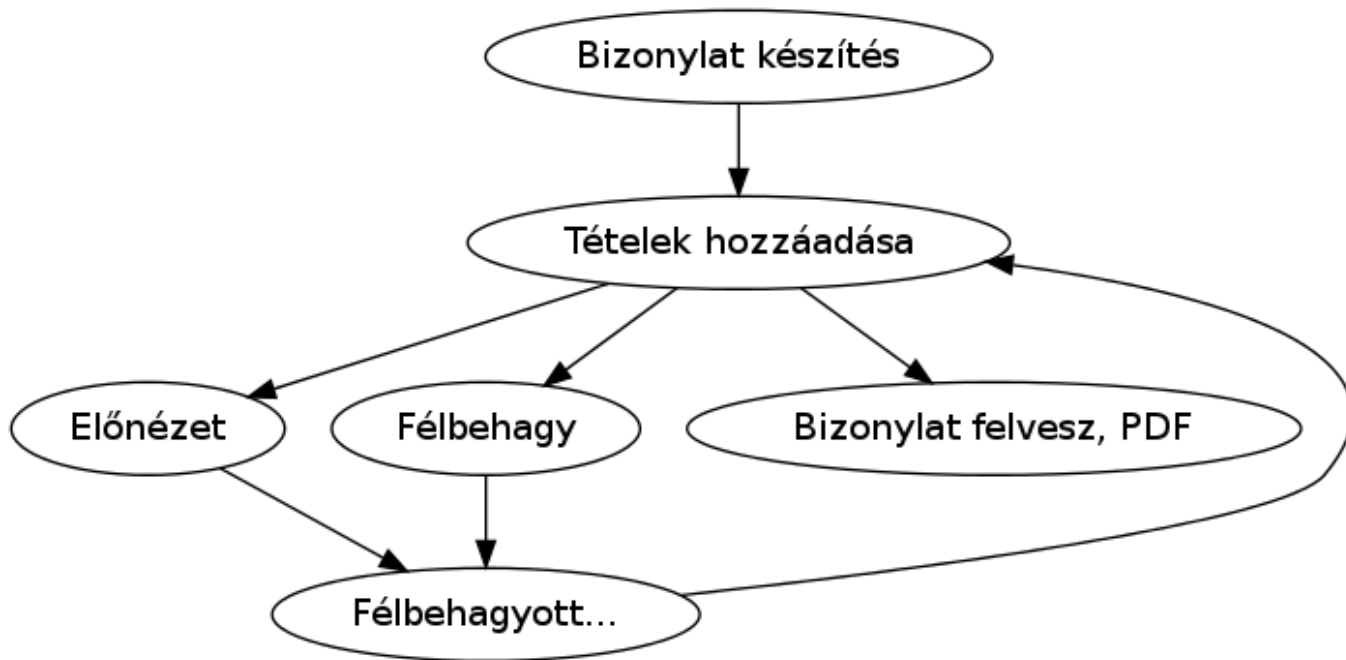 Bizonylat készítés
Tételek hozzáadása
Előnézet
Félbehagy
Bizonylat felvesz, PDF
Félbehagyott...